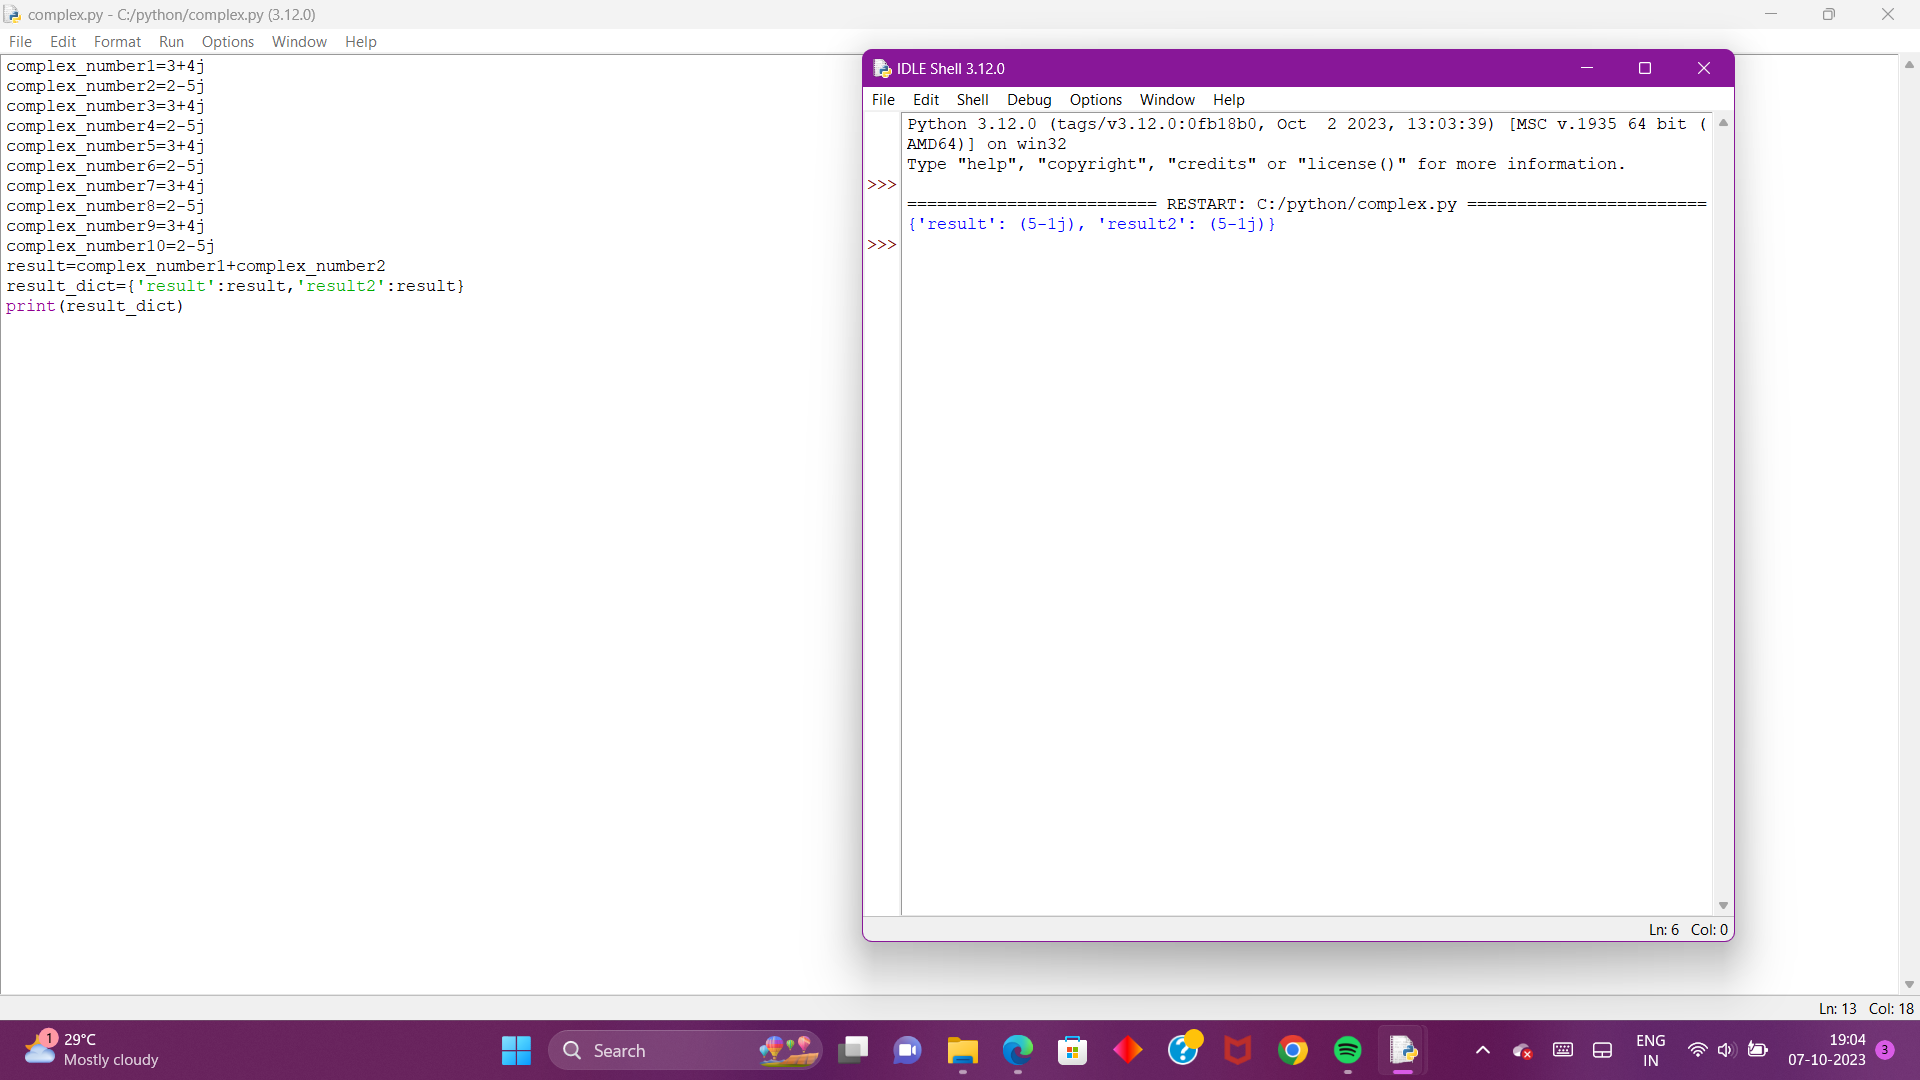 complex.py - C:/python/complex.py (3.12.0)
File Edit Format Run Options Window Help
complex_number1=3+4j
complex_number2=2-5j
complex_number3=3+4j
complex_number4=2-5j
complex_number5=3+4j
complex_number6=2-5j
complex_number7=3+4j
complex_number8=2-5j
complex_number9=3+4j
complex_number10=2-5j
result=complex_number1+complex_number2
result_dict={'result':result,'result2':result}
print(result_dict)
IDLE Shell 3.12.0
File Edit Shell Debug Options Window Help
Python 3.12.0 (tags/v3.12.0:0fb18b0, Oct  2 2023, 13:03:39) [MSC v.1935 64 bit (
AMD64)] on win32
Type "help", "copyright", "credits" or "license()" for more information.
>>>
========================= RESTART: C:/python/complex.py ========================
{'result': (5-1j), 'result2': (5-1j)}
>>>
Ln: 6 Col: 0
Ln: 13 Col: 18
1
29°C
Mostly cloudy
Search
ENG
IN
19:04
07-10-2023
3